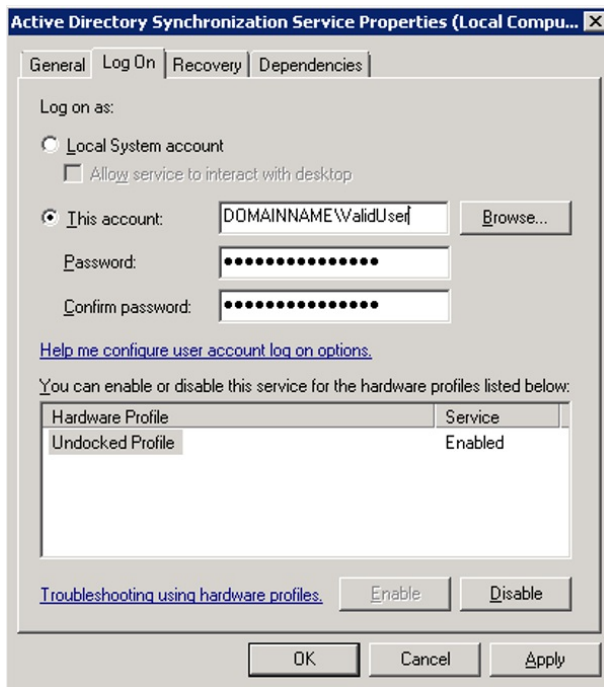 Active Directory Synchronization Service Properties (Local Compu...
General Log On Recovery Dependencies
Log on as:
Local System account
Allow service to interact with desktop
This account: DOMAINNAME\ValidUser Browse...
Password: ●●●●●●●●●●●●●●●
Confirm password: ●●●●●●●●●●●●●●●
Help me configure user account log on options.
You can enable or disable this service for the hardware profiles listed below:
Hardware Profile Service
Undocked Profile Enabled
Troubleshooting using hardware profiles. Enable Disable
OK Cancel Apply